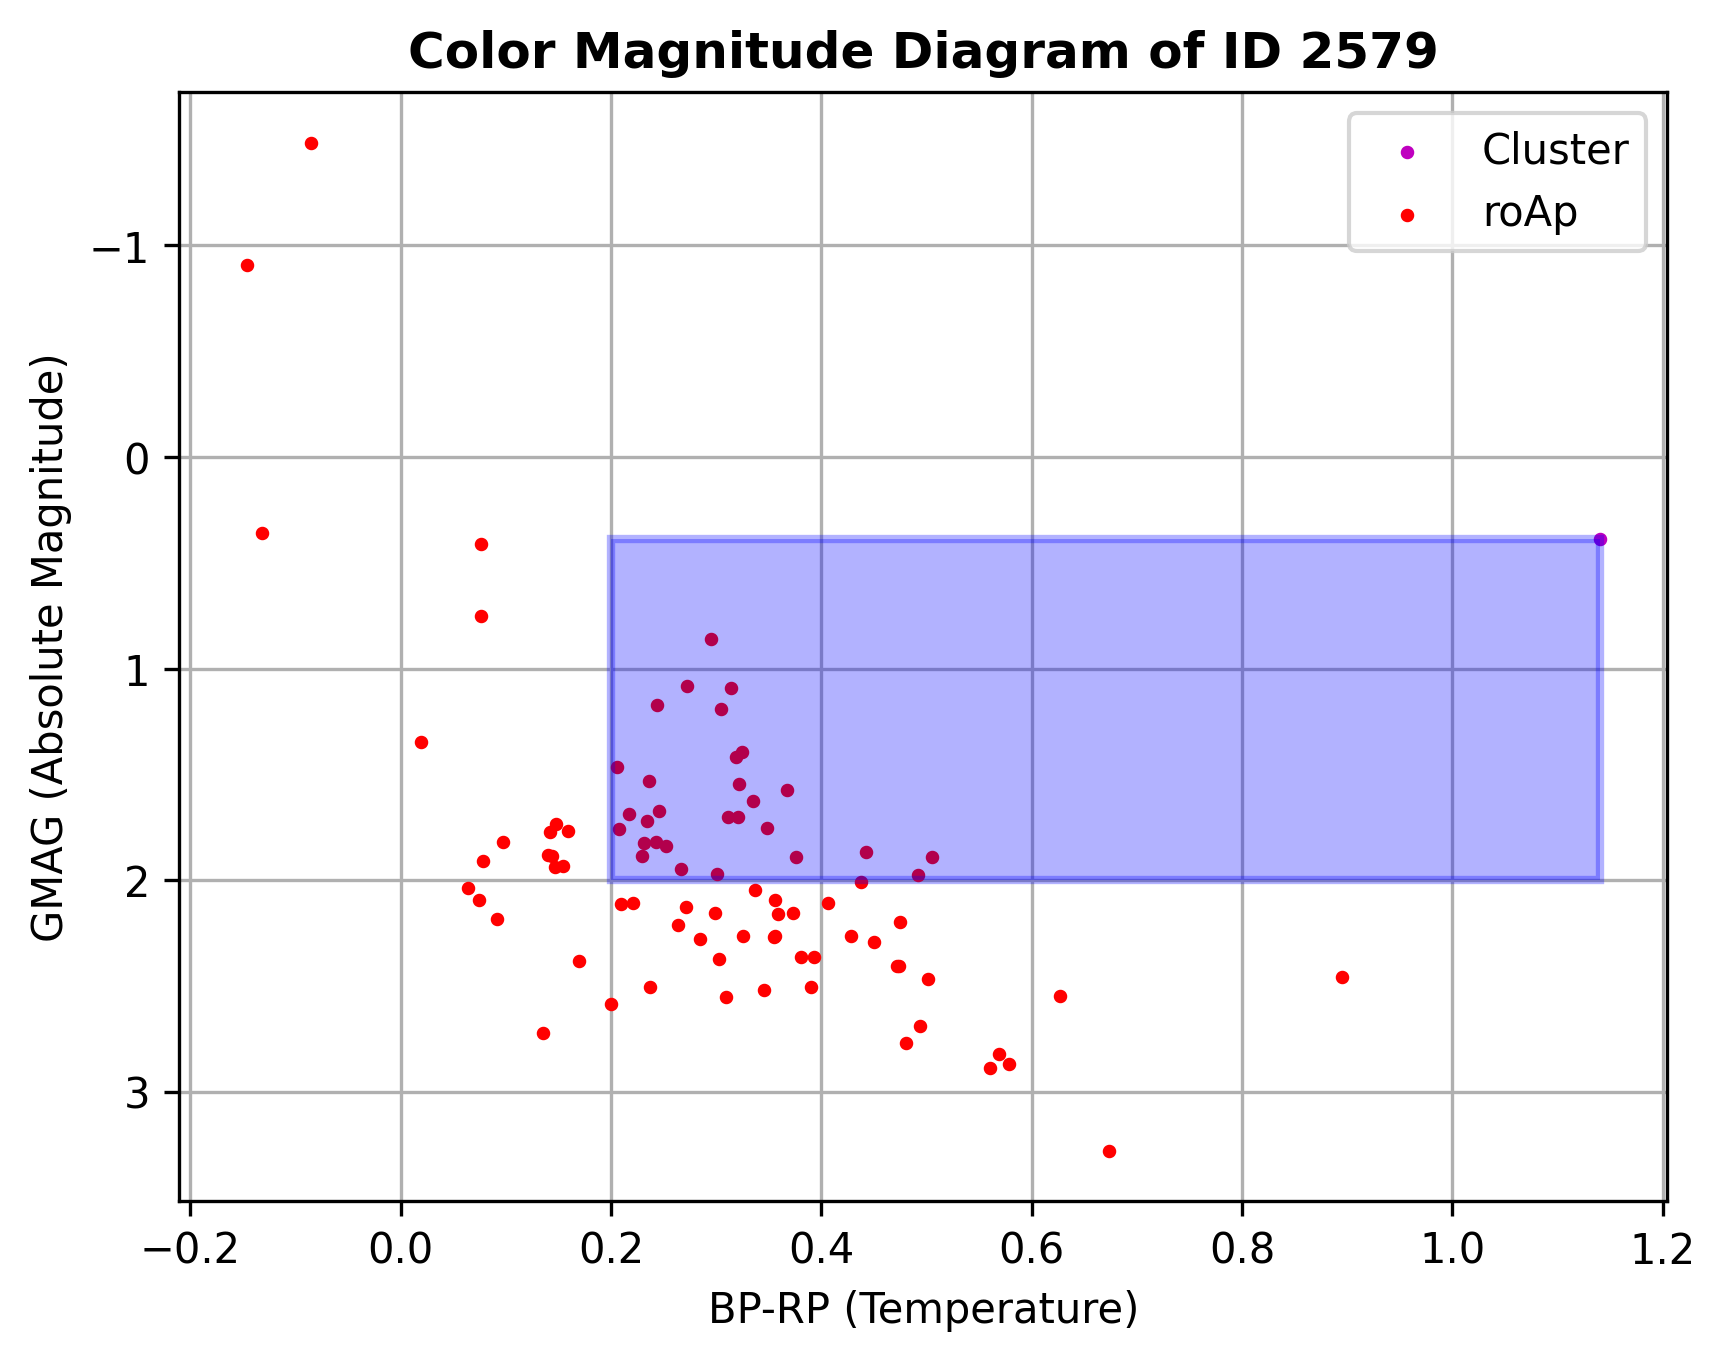 Color Magnitude Diagram of ID 2579
Cluster
roAp
GMAG (Absolute Magnitude)
−1
0
1
2
3
−0.2 0.0 0.2 0.4 0.6 0.8 1.0 1.2
BP-RP (Temperature)